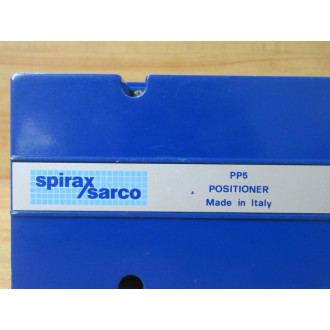 spirax
/sarco
PP5
POSITIONER
Made in Italy